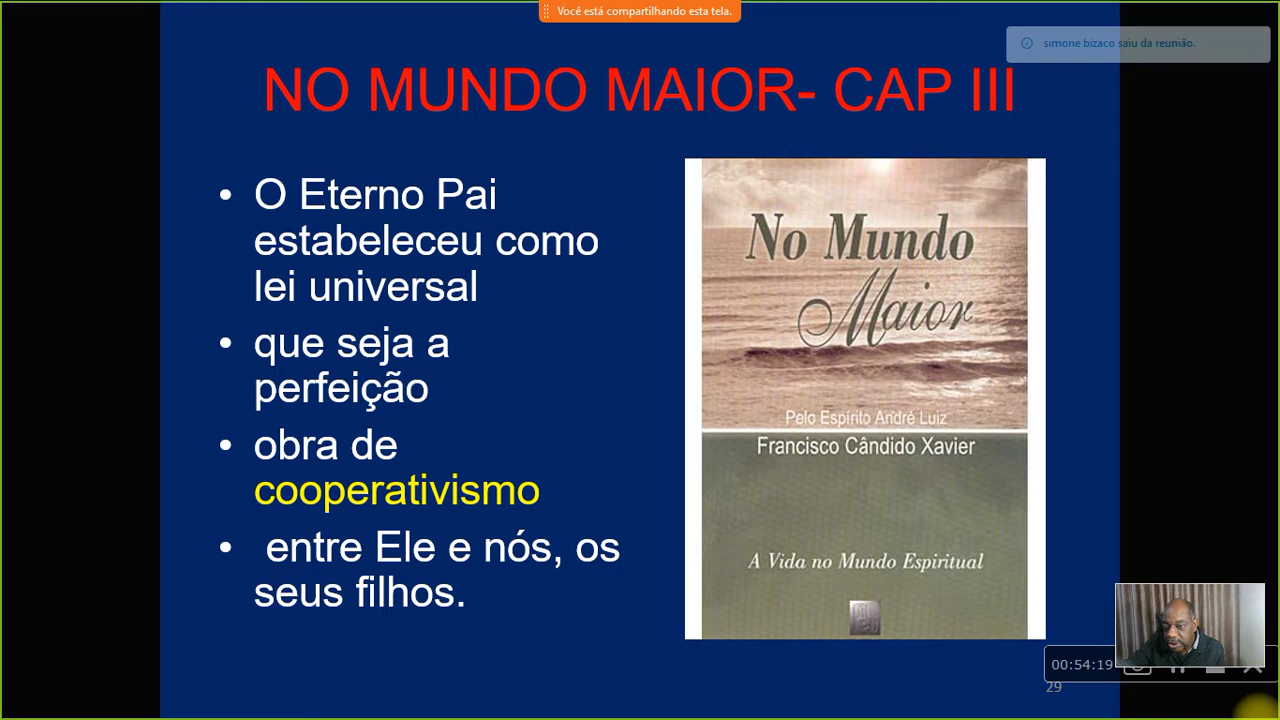 Você está compartilhando esta tela.
simone bizaco saiu da reunião.
NO MUNDO MAIOR- CAP III
• O Eterno Pai
estabeleceu como
lei universal
• que seja a
perfeição
• obra de
cooperativismo
• entre Ele e nós, os
seus filhos.
No Mundo
Maior
Pelo Espírito André Luiz
Francisco Cândido Xavier
A Vida no Mundo Espiritual
00:54:19
29